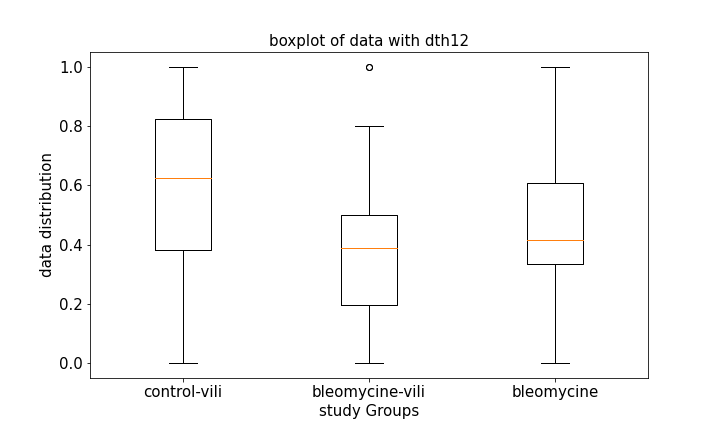 boxplot of data with dth12
1.0
0.8
0.6
0.4
0.2
0.0
data distribution
control-vili
bleomycine-vili
bleomycine
study Groups